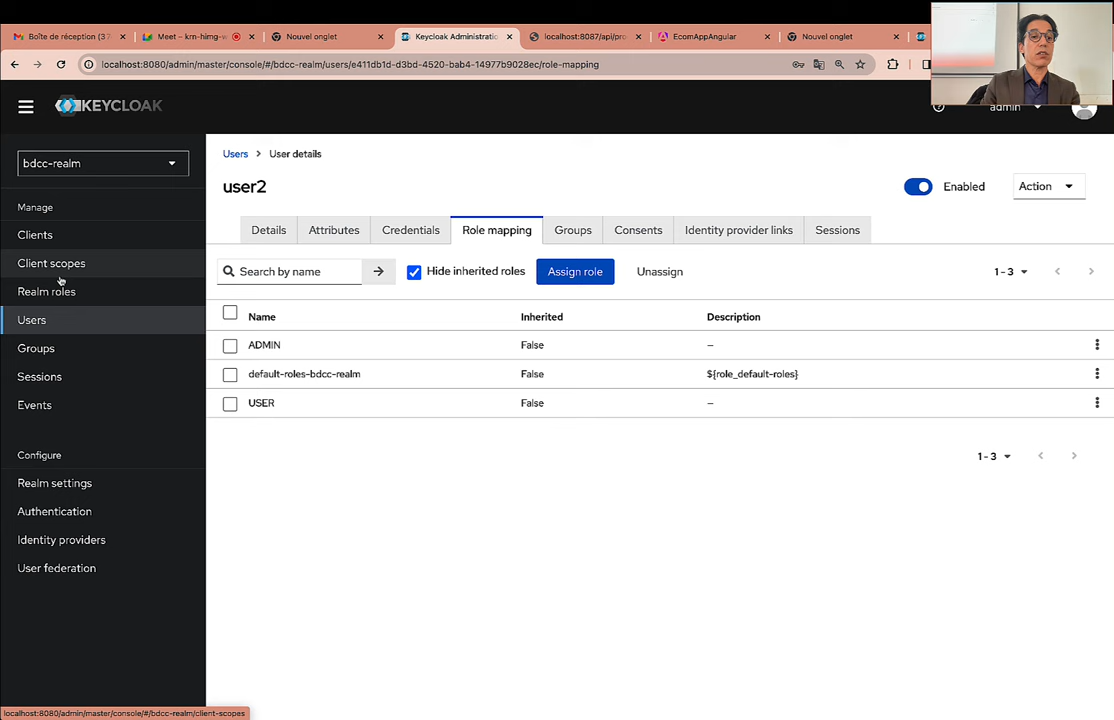 Boîte de réception (3 7
Meet – krn-himg-w
Nouvel onglet
Keycloak Administratio
localhost:8087/api/pro
EcomAppAngular
Nouvel onglet
localhost:8080/admin/master/console/#/bdcc-realm/users/e411db1d-d3bd-4520-bab4-14977b9028ec/role-mapping
KEYCLOAK
admin
bdcc-realm
Manage
Clients
Client scopes
Realm roles
Users
Groups
Sessions
Events
Configure
Realm settings
Authentication
Identity providers
User federation
Users > User details
user2
Enabled
Action
Details
Attributes
Credentials
Role mapping
Groups
Consents
Identity provider links
Sessions
Search by name
Hide inherited roles
Assign role
Unassign
1 - 3
Name Inherited Description
ADMIN False –
default-roles-bdcc-realm False ${role_default-roles}
USER False –
1 - 3
localhost:8080/admin/master/console/#/bdcc-realm/client-scopes